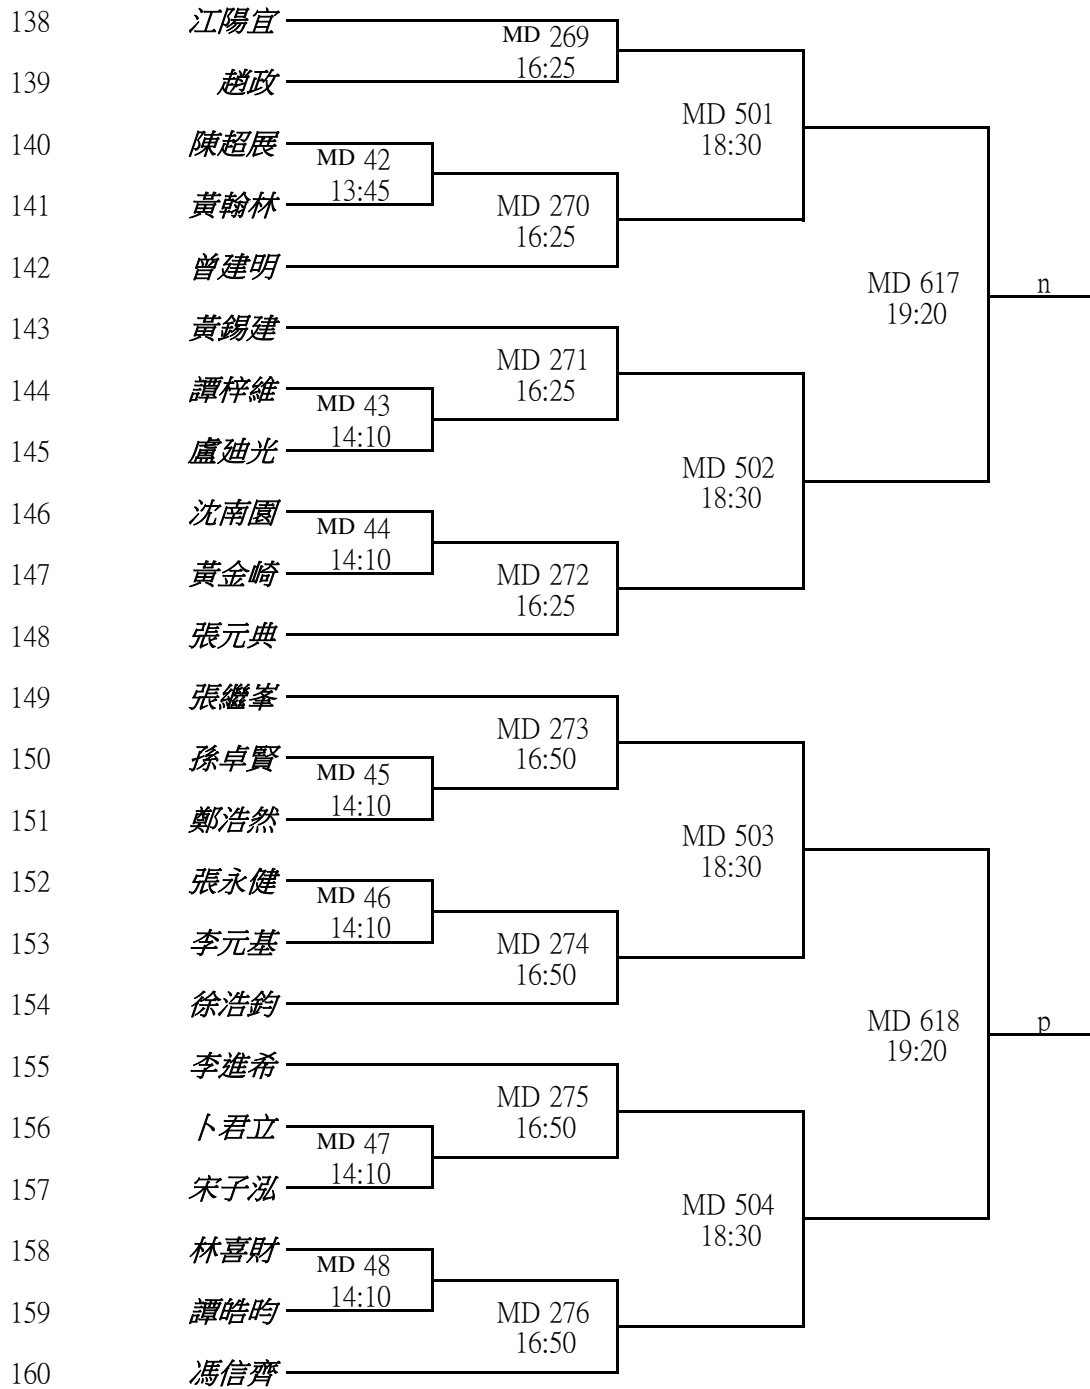 138 江陽宜
MD 269
16:25
139 趙政
MD 501
18:30
140 陳超展
MD 42
13:45
141 黃翰林
MD 270
16:25
142 曾建明
MD 617
19:20
n
143 黃錫建
MD 271
16:25
144 譚梓維
MD 43
14:10
145 盧廸光
MD 502
18:30
146 沈南園
MD 44
14:10
147 黃金崎
MD 272
16:25
148 張元典
149 張繼峯
MD 273
16:50
150 孫卓賢
MD 45
14:10
151 鄭浩然
MD 503
18:30
152 張永健
MD 46
14:10
153 李元基
MD 274
16:50
154 徐浩鈞
MD 618
19:20
p
155 李進希
MD 275
16:50
156 卜君立
MD 47
14:10
157 宋子泓
MD 504
18:30
158 林喜財
MD 48
14:10
159 譚皓昀
MD 276
16:50
160 馮信齊